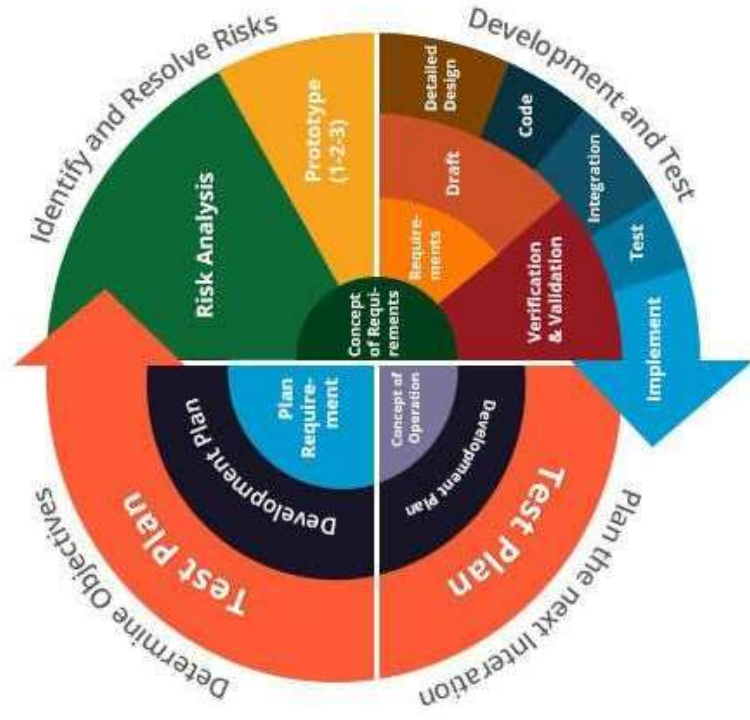 Identify and Resolve Risks
Development and Test
Risk Analysis
Prototype
(1-2-3)
Detailed
Design
Code
Integration
Test
Implement
Draft
Require-
ments
Verification
& Validation
Concept
of Requi-
rements
Plan
Require-
ment
Development Plan
Test Plan
Determine Objectives
Concept of
Operation
Development Plan
Test Plan
Plan the next Interation